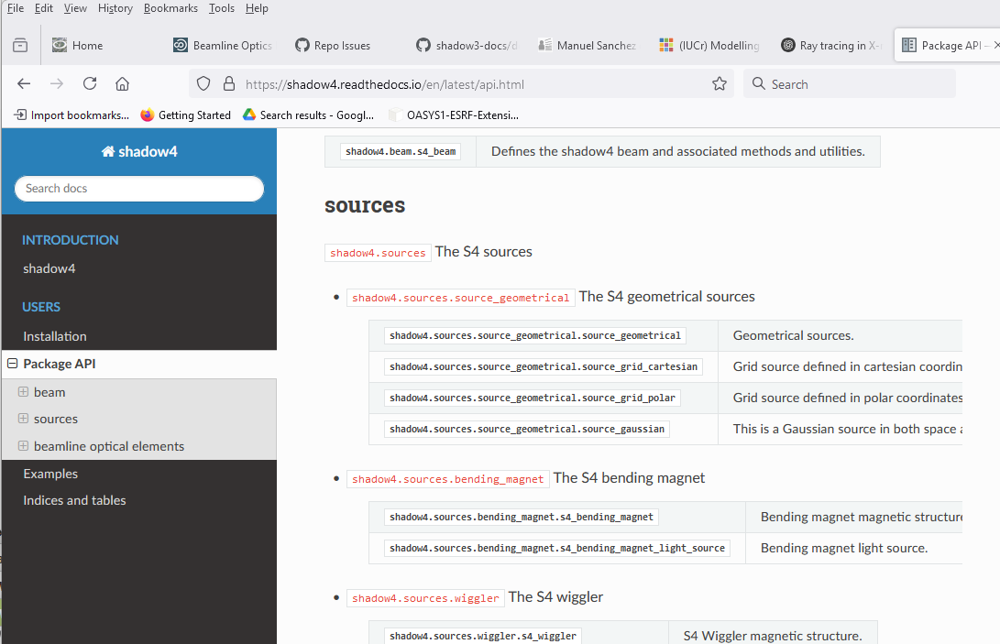 File Edit View History Bookmarks Tools Help
Home Beamline Optics Repo Issues shadow3-docs/d Manuel Sanchez (IUCr) Modelling Ray tracing in X- Package API —
https://shadow4.readthedocs.io/en/latest/api.html Search
Import bookmarks... Getting Started Search results - Googl... OASYS1-ESRF-Extensi...
shadow4
Search docs
INTRODUCTION
shadow4
USERS
Installation
Package API
beam
sources
beamline optical elements
Examples
Indices and tables
shadow4.beam.s4_beam Defines the shadow4 beam and associated methods and utilities.
sources
shadow4.sources The S4 sources
• shadow4.sources.source_geometrical The S4 geometrical sources
shadow4.sources.source_geometrical.source_geometrical Geometrical sources.
shadow4.sources.source_geometrical.source_grid_cartesian Grid source defined in cartesian coordin
shadow4.sources.source_geometrical.source_grid_polar Grid source defined in polar coordinates
shadow4.sources.source_geometrical.source_gaussian This is a Gaussian source in both space a
• shadow4.sources.bending_magnet The S4 bending magnet
shadow4.sources.bending_magnet.s4_bending_magnet Bending magnet magnetic structure
shadow4.sources.bending_magnet.s4_bending_magnet_light_source Bending magnet light source.
• shadow4.sources.wiggler The S4 wiggler
shadow4.sources.wiggler.s4_wiggler S4 Wiggler magnetic structure.